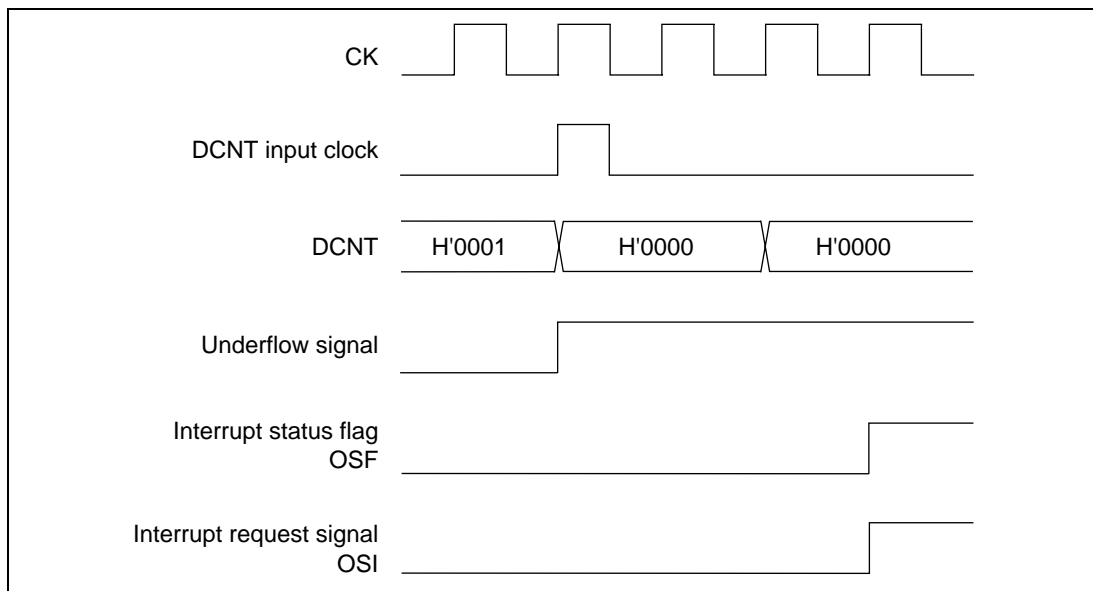 CK
DCNT input clock
DCNT
H'0001
H'0000
H'0000
Underflow signal
Interrupt status flag
OSF
Interrupt request signal
OSI